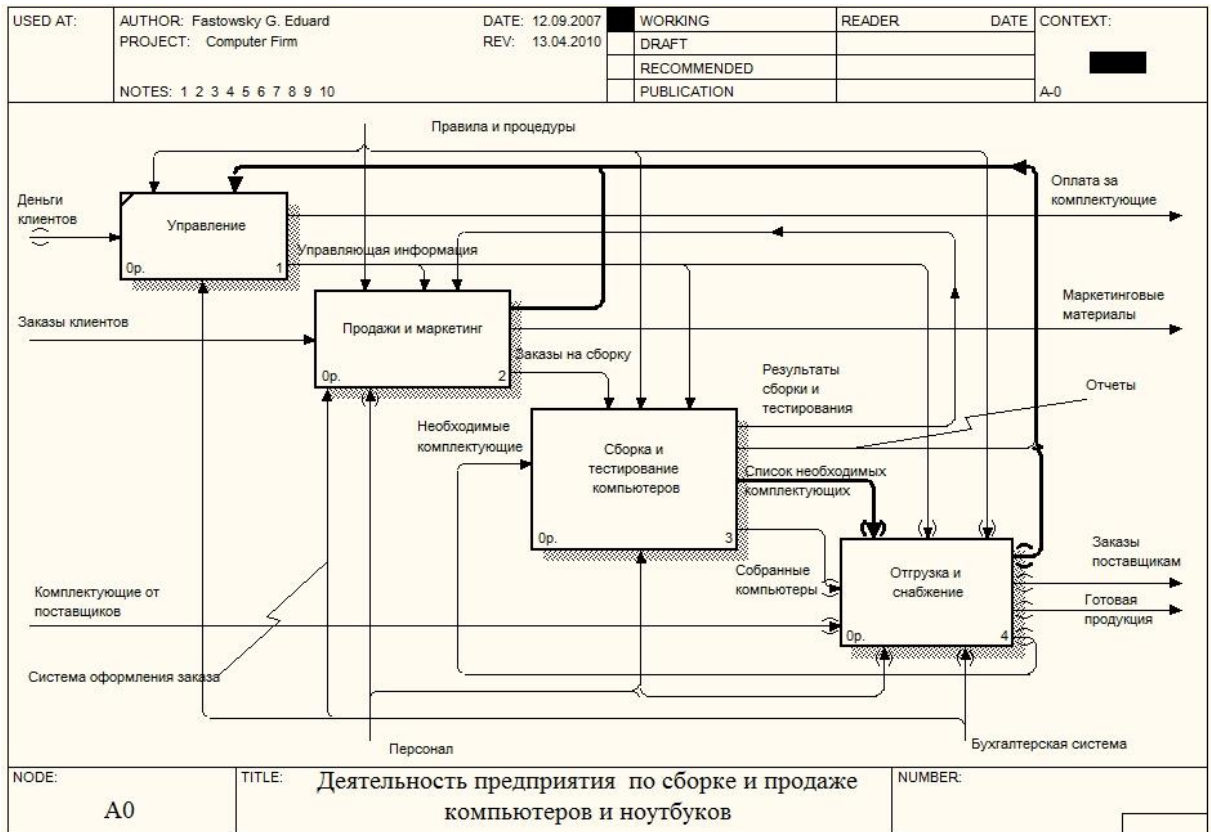 USED AT:
AUTHOR: Fastowsky G. Eduard
DATE: 12.09.2007
WORKING
READER
DATE
CONTEXT:
PROJECT: Computer Firm
REV: 13.04.2010
DRAFT
RECOMMENDED
NOTES: 1 2 3 4 5 6 7 8 9 10
PUBLICATION
A-0
Правила и процедуры
Деньги
клиентов
Управление
0р.
1
Оплата за
комплектующие
Управляющая информация
Заказы клиентов
Продажи и маркетинг
0р.
2
Маркетинговые
материалы
Заказы на сборку
Результаты
сборки и
тестирования
Отчеты
Необходимые
комплектующие
Сборка и
тестирование
компьютеров
0р.
3
Список необходимых
комплектующих
Собранные
компьютеры
Отгрузка и
снабжение
0р.
4
Заказы
поставщикам
Готовая
продукция
Комплектующие от
поставщиков
Система оформления заказа
Персонал
Бухгалтерская система
NODE:
A0
TITLE:
Деятельность предприятия по сборке и продаже
компьютеров и ноутбуков
NUMBER: